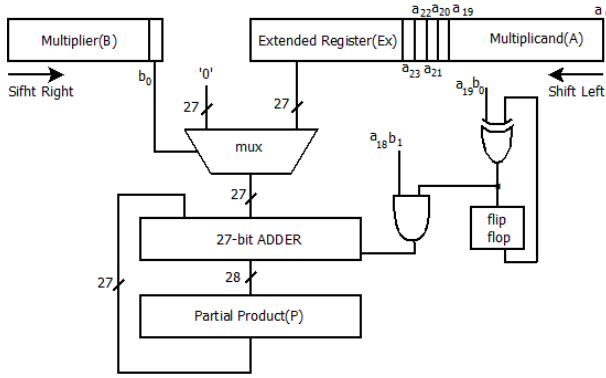 a22 a20 a19 a
Multiplier(B) Extended Register(Ex) Multiplicand(A)
b0 '0' a23 a21
Sifht Right a19b0 Shift Left
27 27
mux a18b1
27
27-bit ADDER flip flop
27 28
Partial Product(P)